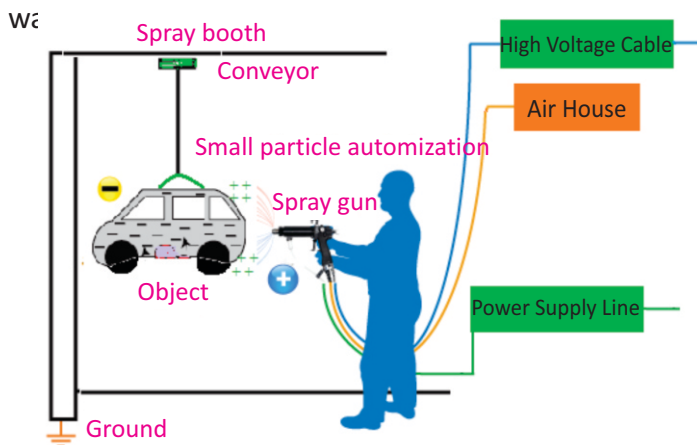 Spray booth
High Voltage Cable
Conveyor
Air House
Small particle automization
Spray gun
Object
Power Supply Line
Ground